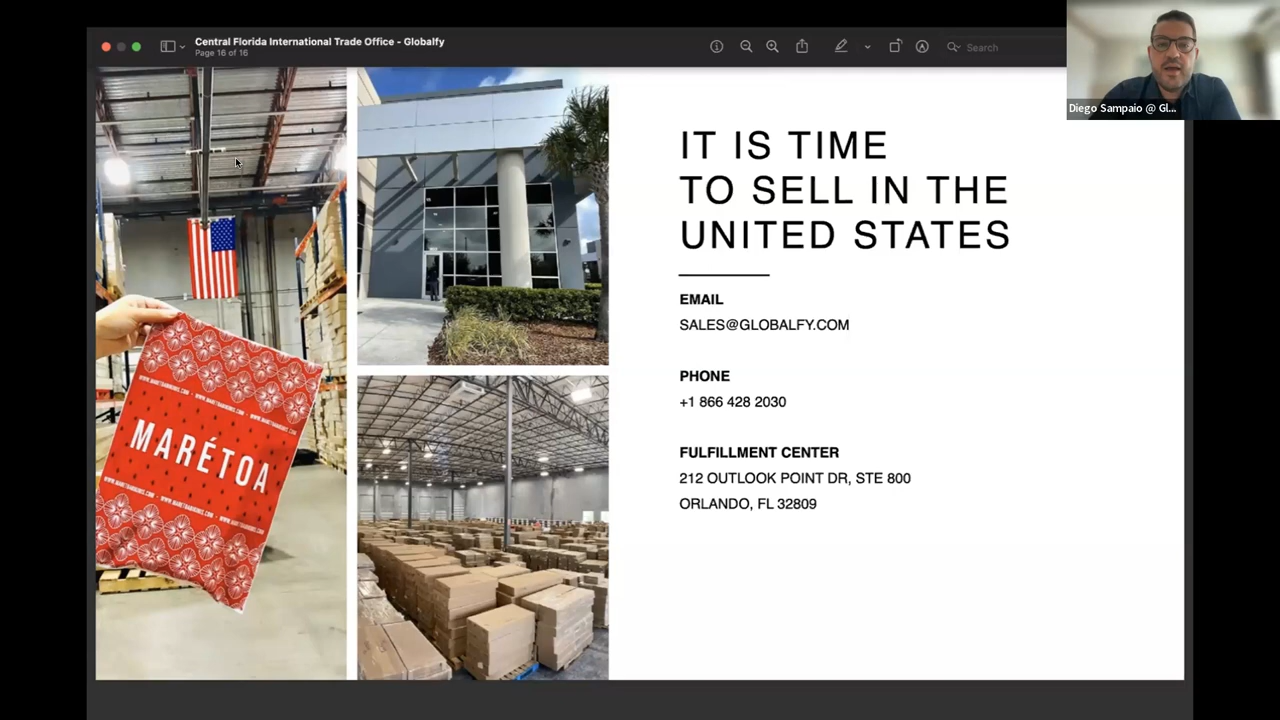 Central Florida International Trade Office - Globalfy
Page 16 of 16
Search
Diego Sampaio @ Gl...
IT IS TIME
TO SELL IN THE
UNITED STATES
EMAIL
SALES@GLOBALFY.COM
PHONE
+1 866 428 2030
FULFILLMENT CENTER
212 OUTLOOK POINT DR, STE 800
ORLANDO, FL 32809
MARÉTOA